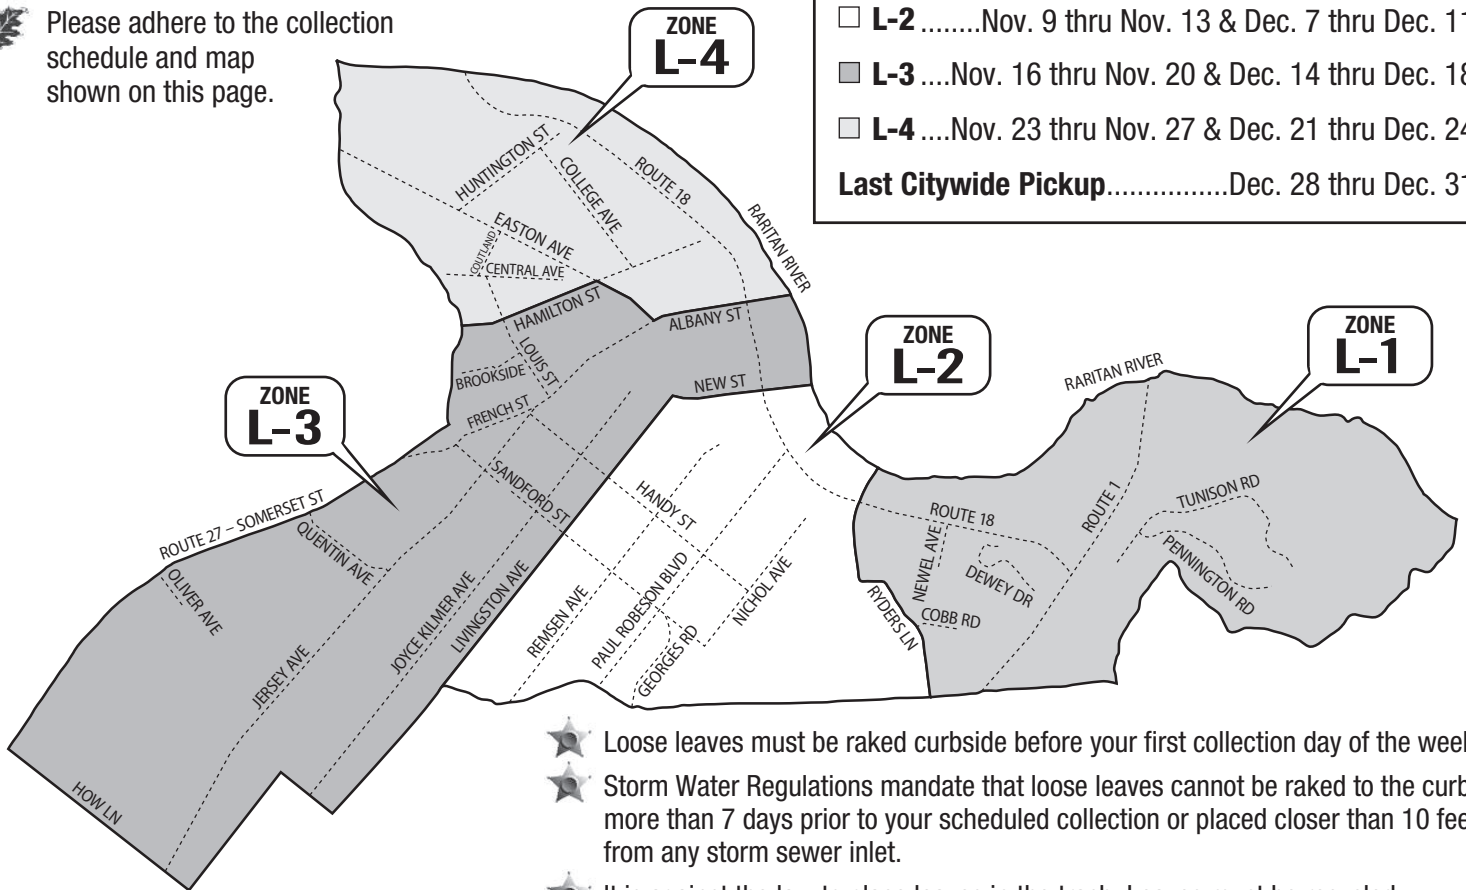 Please adhere to the collection
schedule and map
shown on this page.
L-2 ........Nov. 9 thru Nov. 13 & Dec. 7 thru Dec. 11
L-3 ....Nov. 16 thru Nov. 20 & Dec. 14 thru Dec. 18
L-4 ....Nov. 23 thru Nov. 27 & Dec. 21 thru Dec. 24
Last Citywide Pickup................Dec. 28 thru Dec. 31
ZONE
L-4
HUNTINGTON ST
COLLEGE AVE
ROUTE 18
RARITAN RIVER
EASTON AVE
COUTLAND
CENTRAL AVE
HAMILTON ST
ALBANY ST
LOUIS ST
BROOKSIDE
NEW ST
FRENCH ST
ZONE
L-3
ZONE
L-2
ZONE
L-1
RARITAN RIVER
SANDFORD ST
HANDY ST
ROUTE 27 – SOMERSET ST
QUENTIN AVE
OLIVER AVE
JOYCE KILMER AVE
LIVINGSTON AVE
JERSEY AVE
HOW LN
REMSEN AVE
PAUL ROBESON BLVD
GEORGES RD
NICHOL AVE
RYDERS LN
ROUTE 18
NEWEL AVE
DEWEY DR
COBB RD
ROUTE 1
TUNISON RD
PENNINGTON RD
Loose leaves must be raked curbside before your first collection day of the week
Storm Water Regulations mandate that loose leaves cannot be raked to the curb
more than 7 days prior to your scheduled collection or placed closer than 10 fee
from any storm sewer inlet.